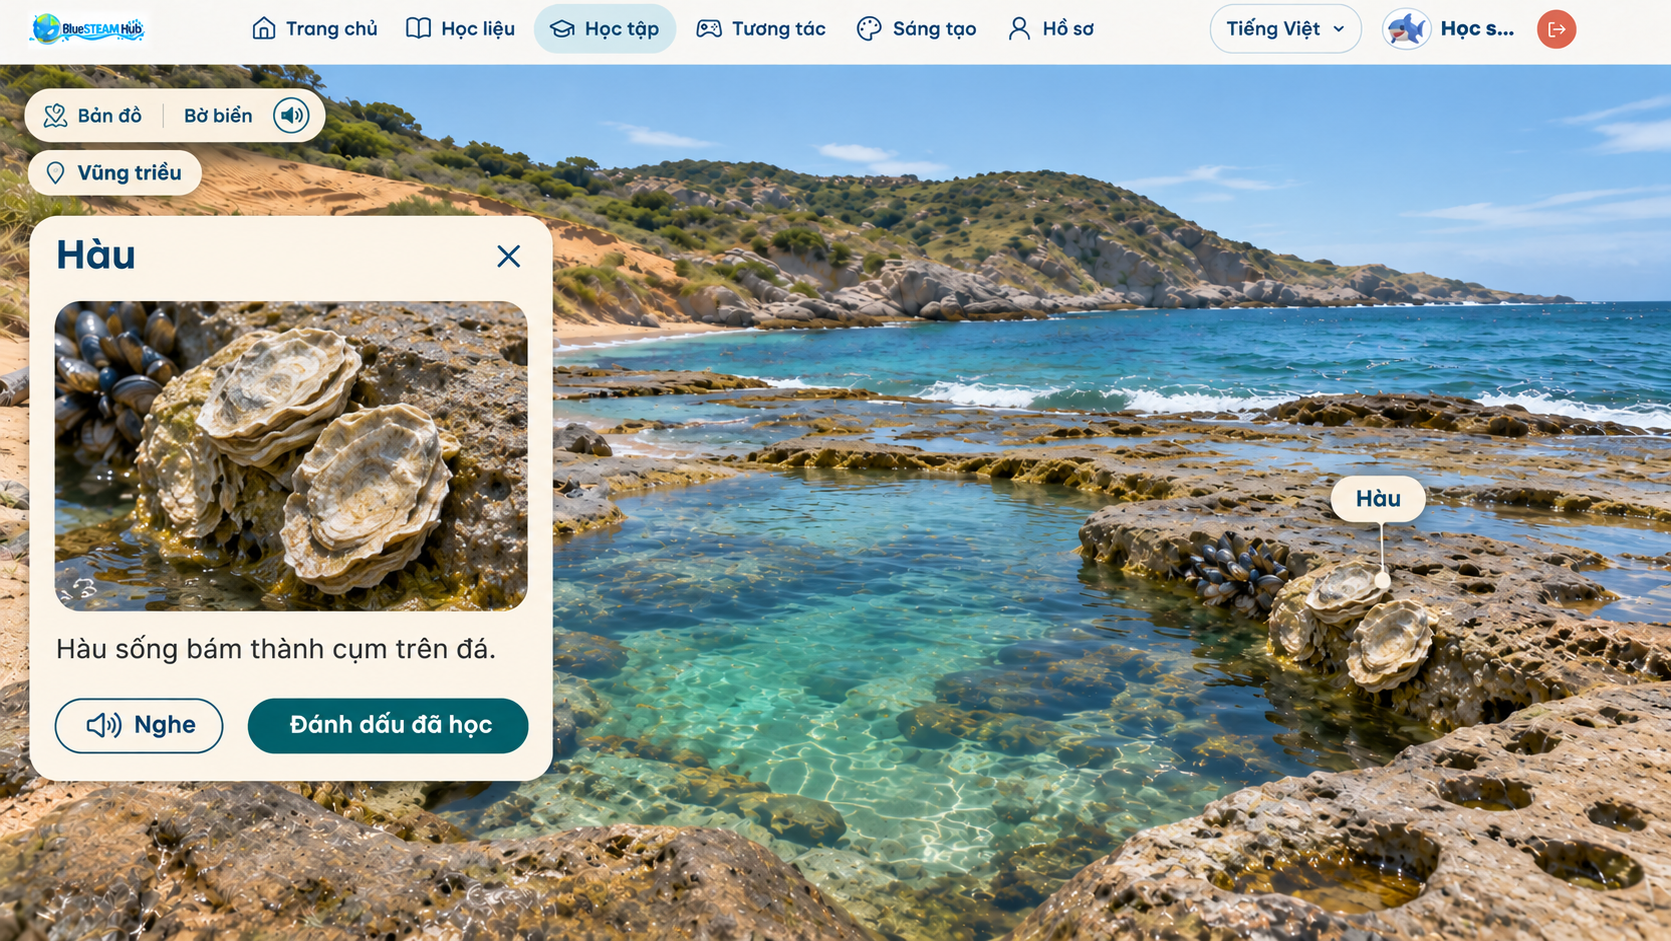 BlueSTEAM Hub
Trang chủ
Học liệu
Học tập
Tương tác
Sáng tạo
Hồ sơ
Tiếng Việt
Học s...
Bản đồ
Bờ biển
Vũng triều
Hàu
Hàu sống bám thành cụm trên đá.
Nghe
Đánh dấu đã học
Hàu